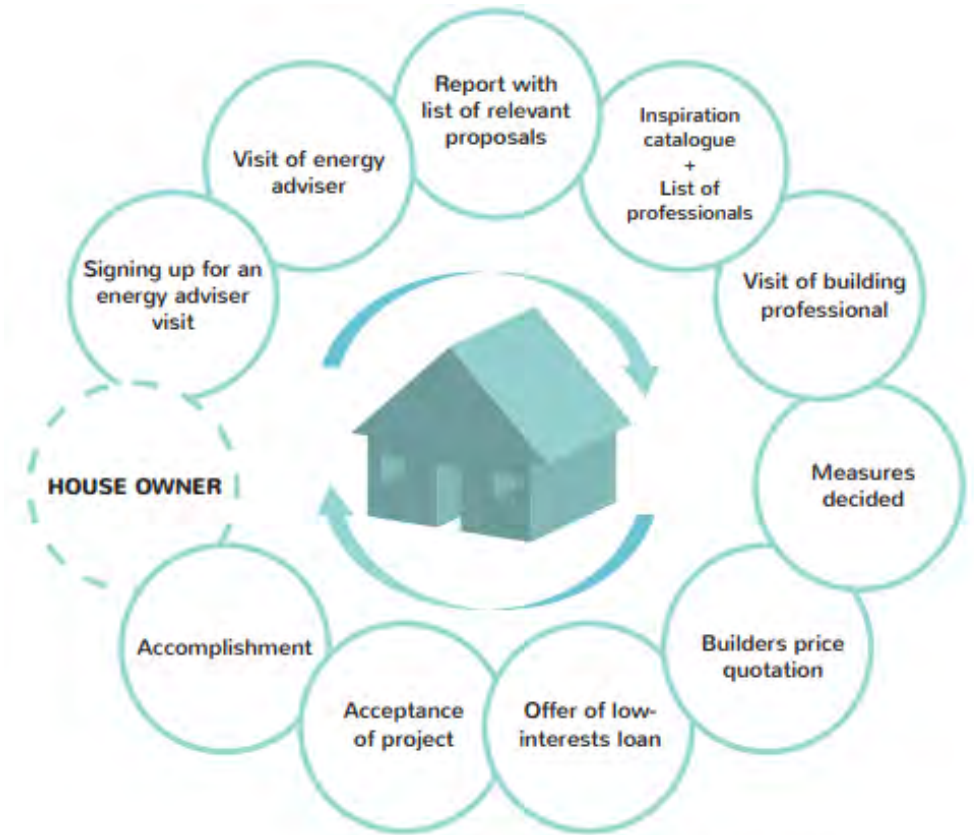 Report with
list of relevant
proposals
Inspiration
catalogue
+
List of
professionals
Visit of energy
adviser
Signing up for an
energy adviser
visit
Visit of building
professional
HOUSE OWNER
Measures
decided
Accomplishment
Acceptance
of project
Offer of low-
interests loan
Builders price
quotation